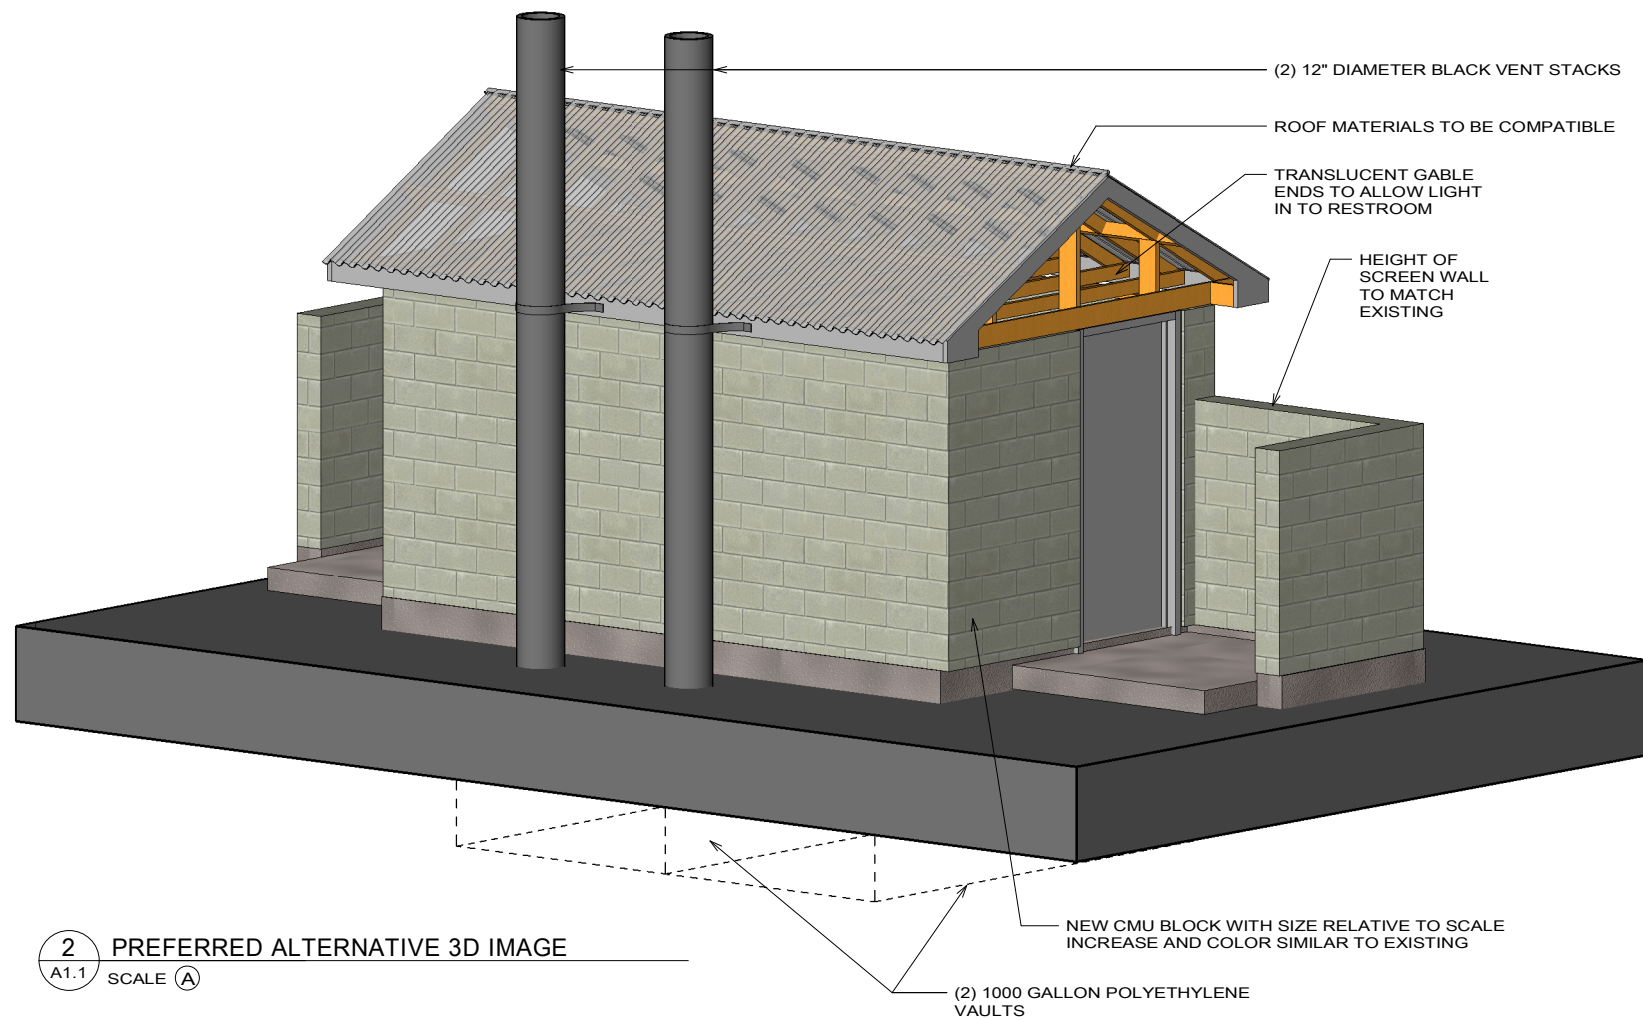 (2) 12" DIAMETER BLACK VENT STACKS
ROOF MATERIALS TO BE COMPATIBLE
TRANSLUCENT GABLE
ENDS TO ALLOW LIGHT
IN TO RESTROOM
HEIGHT OF
SCREEN WALL
TO MATCH
EXISTING
NEW CMU BLOCK WITH SIZE RELATIVE TO SCALE
INCREASE AND COLOR SIMILAR TO EXISTING
(2) 1000 GALLON POLYETHYLENE
VAULTS
2 PREFERRED ALTERNATIVE 3D IMAGE
A1.1 SCALE A